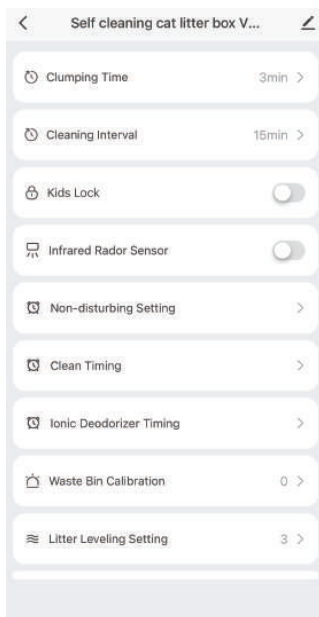 Self cleaning cat litter box V...
Clumping Time 3min
Cleaning Interval 15min
Kids Lock
Infrared Rador Sensor
Non-disturbing Setting
Clean Timing
Ionic Deodorizer Timing
Waste Bin Calibration 0
Litter Leveling Setting 3